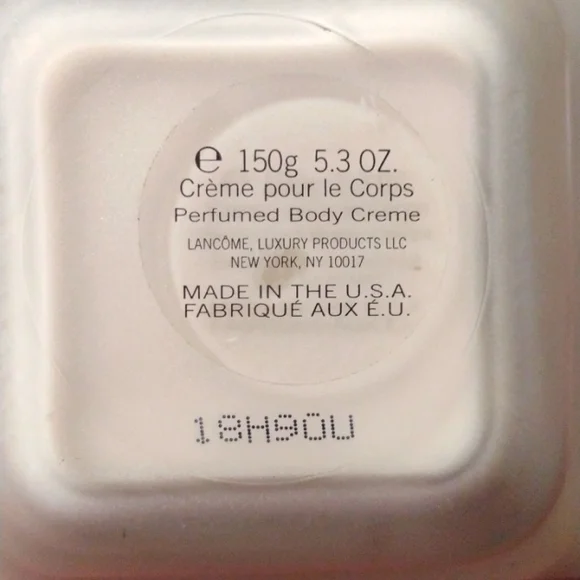 ℮ 150g 5.3 OZ.
Crème pour le Corps
Perfumed Body Creme
LANCÔME, LUXURY PRODUCTS LLC
NEW YORK, NY 10017
MADE IN THE U.S.A.
FABRIQUÉ AUX É.U.
18H90U